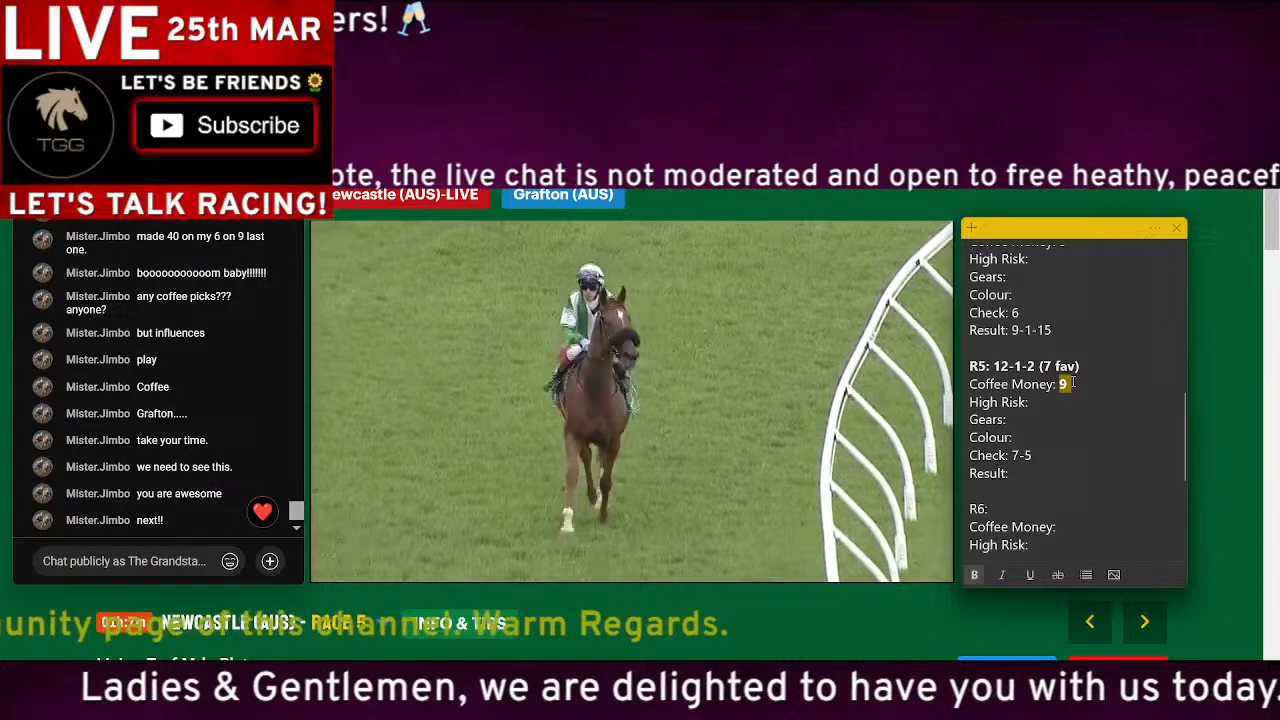 LIVE 25th MAR
ers! 🥂
LET'S BE FRIENDS 🌻
TGG
Subscribe
ote, the live chat is not moderated and open to free heathy, peacef
LET'S TALK RACING!
ewcastle (AUS)-LIVE
Grafton (AUS)
Mister.Jimbo made 40 on my 6 on 9 last
one.
Mister.Jimbo boooooooooom baby!!!!!!!
Mister.Jimbo any coffee picks???
anyone?
Mister.Jimbo but influences
Mister.Jimbo play
Mister.Jimbo Coffee
Mister.Jimbo Grafton.....
Mister.Jimbo take your time.
Mister.Jimbo we need to see this.
Mister.Jimbo you are awesome
Mister.Jimbo next!!
Chat publicly as The Grandsta...
High Risk:
Gears:
Colour:
Check: 6
Result: 9-1-15
R5: 12-1-2 (7 fav)
Coffee Money: 9
High Risk:
Gears:
Colour:
Check: 7-5
Result:
R6:
Coffee Money:
High Risk:
B I U ab
NEWCASTLE (AUS) - RACE 5
INFO & TIPS
unity page of this channel. Warm Regards.
Ladies & Gentlemen, we are delighted to have you with us today.